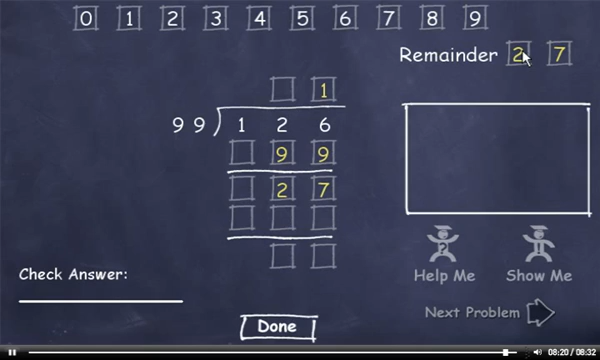 0 1 2 3 4 5 6 7 8 9
Remainder 2 7
1
99 1 2 6
9 9
2 7
Help Me Show Me
Check Answer:
Next Problem
Done
08:20 / 08:32